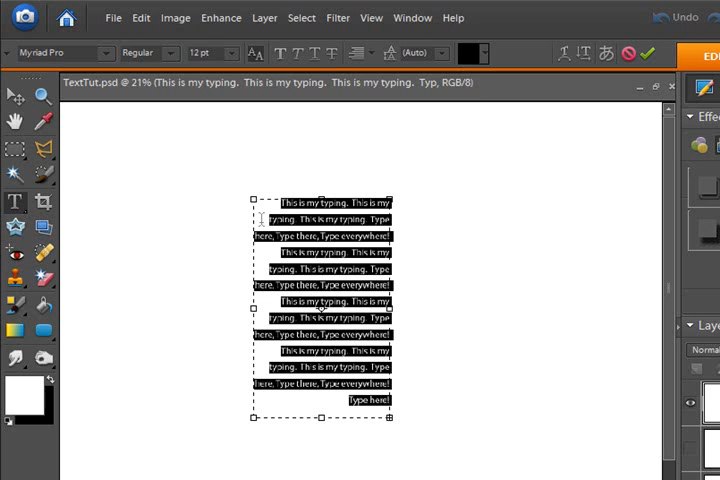 File Edit Image Enhance Layer Select Filter View Window Help Undo
Myriad Pro Regular 12 pt (Auto)
TextTut.psd @ 21% (This is my typing.  This is my typing.  This is my typing.  Typ, RGB/8)
This is my typing. This is my
typing. This is my typing. Type
here, Type there, Type everywhere!
This is my typing. This is my
typing. This is my typing. Type
here, Type there, Type everywhere!
This is my typing. This is my
typing. This is my typing. Type
here, Type there, Type everywhere!
This is my typing. This is my
typing. This is my typing. Type
here, Type there, Type everywhere!
Type here!